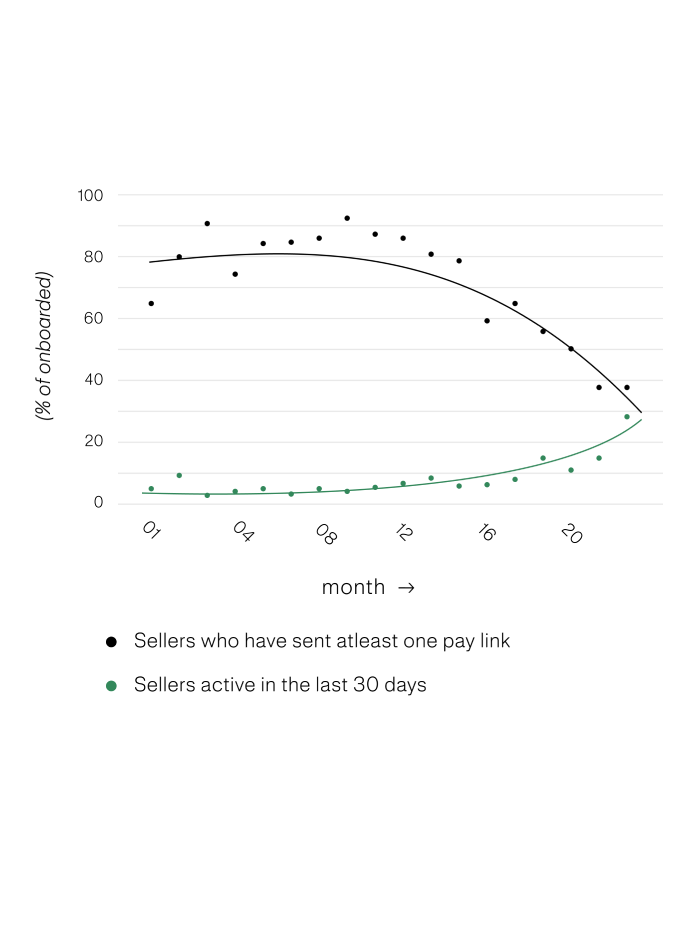 100
80
60
40
20
0
(% of onboarded)
01 04 08 12 16 20
month →
Sellers who have sent atleast one pay link
Sellers active in the last 30 days